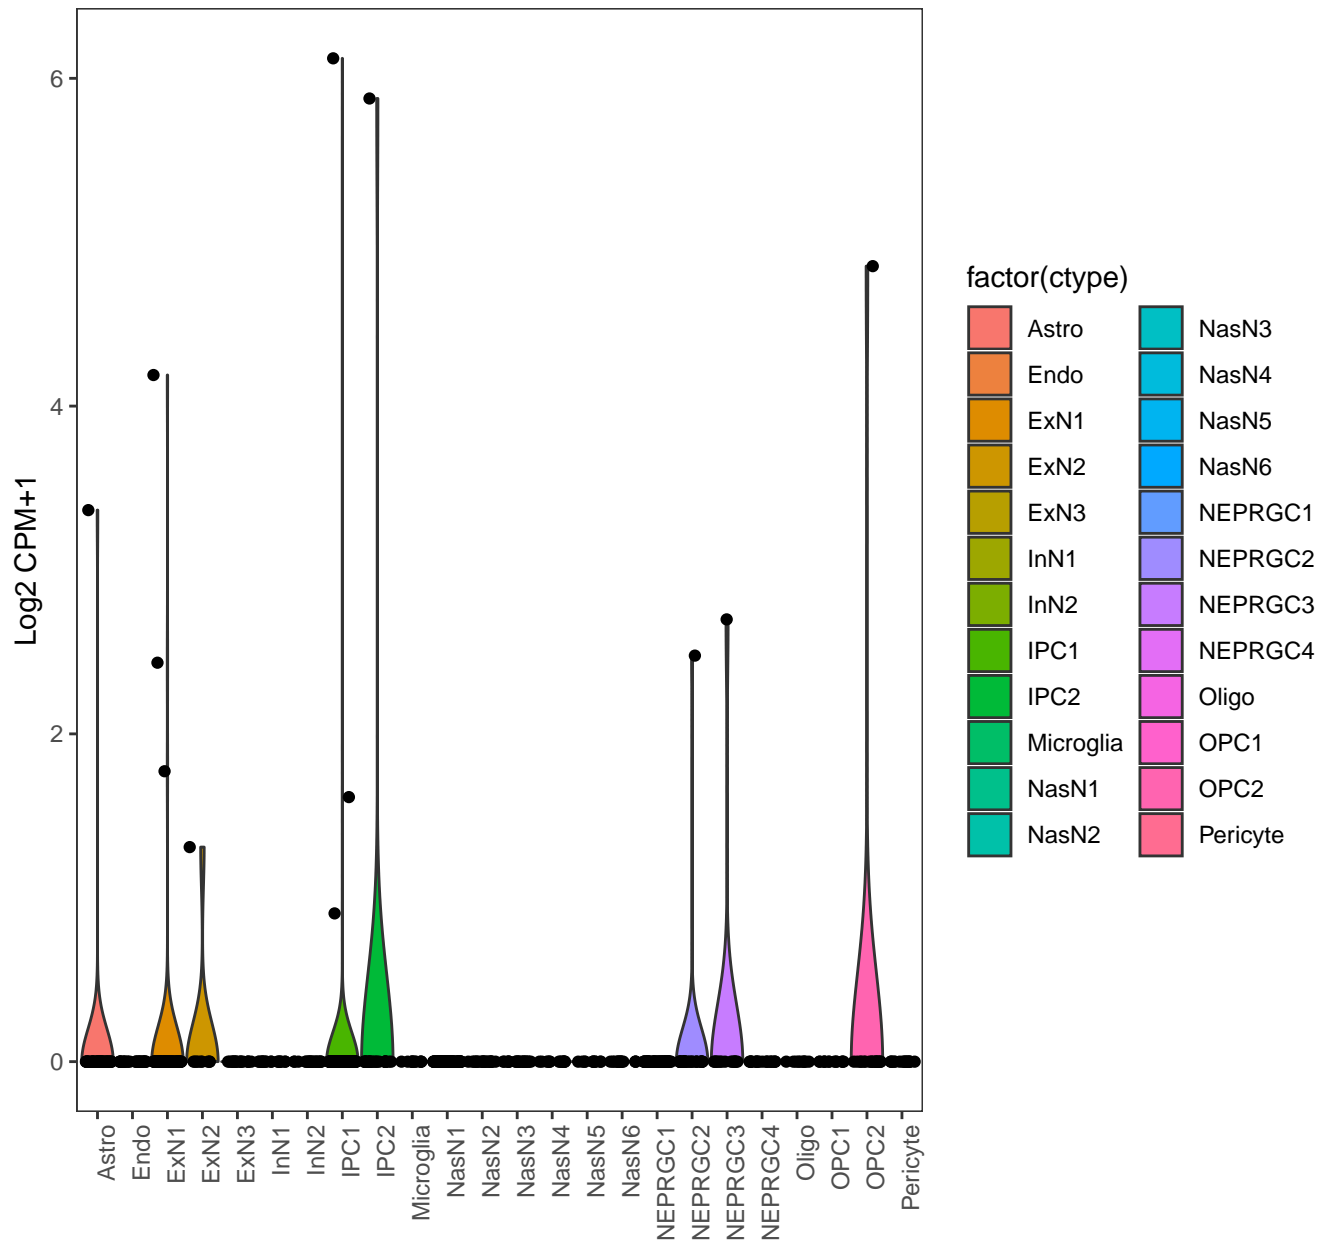 Log2 CPM+1
6
4
2
0
Astro
Endo
ExN1
ExN2
ExN3
InN1
InN2
IPC1
IPC2
Microglia
NasN1
NasN2
NasN3
NasN4
NasN5
NasN6
NEPRGC1
NEPRGC2
NEPRGC3
NEPRGC4
Oligo
OPC1
OPC2
Pericyte
factor(ctype)
Astro
Endo
ExN1
ExN2
ExN3
InN1
InN2
IPC1
IPC2
Microglia
NasN1
NasN2
NasN3
NasN4
NasN5
NasN6
NEPRGC1
NEPRGC2
NEPRGC3
NEPRGC4
Oligo
OPC1
OPC2
Pericyte